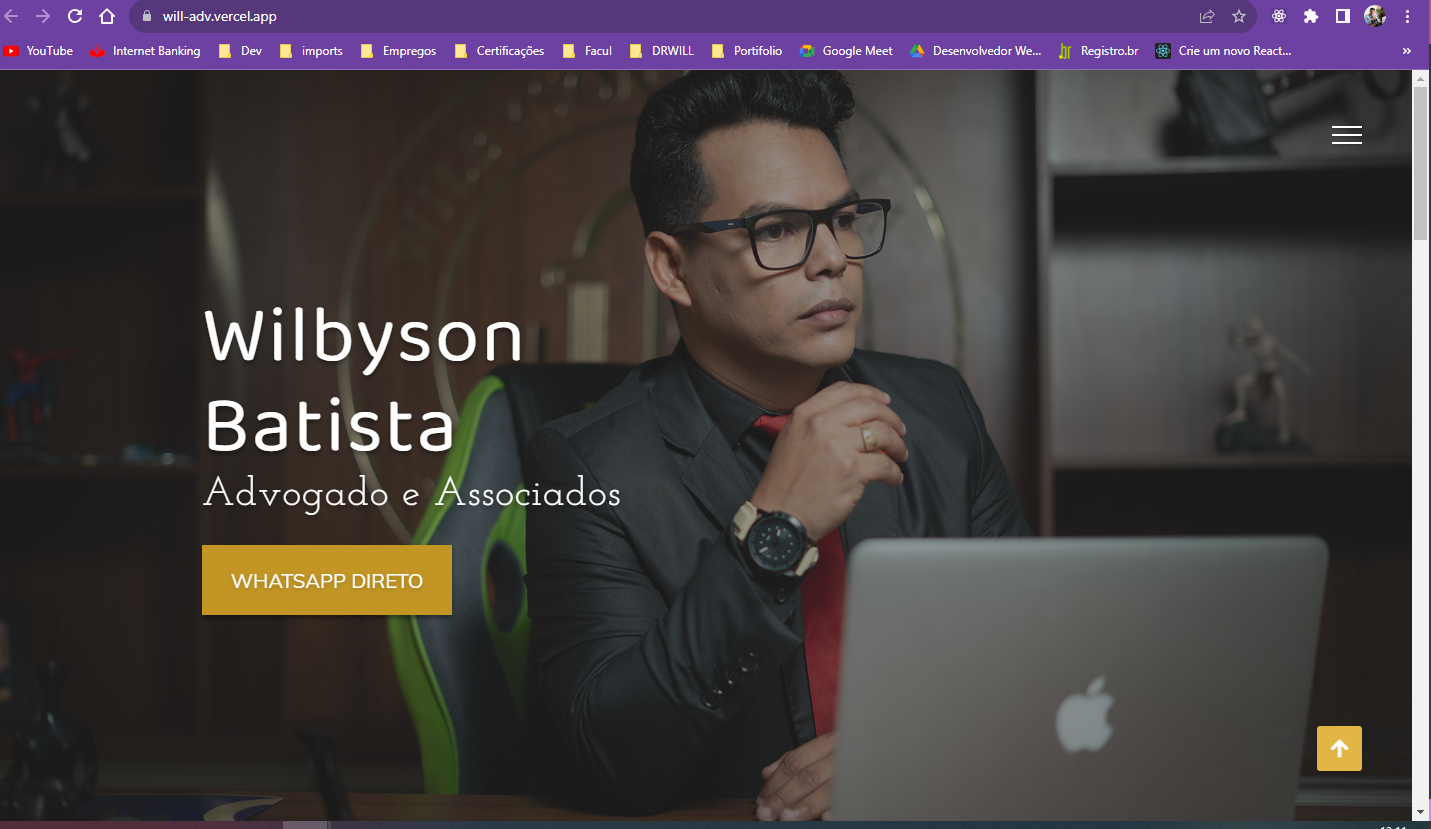 will-adv.vercel.app
YouTube Internet Banking Dev imports Empregos Certificações Facul DRWILL Portifolio Google Meet Desenvolvedor We... Registro.br Crie um novo React... »
Wilbyson
Batista
Advogado e Associados
WHATSAPP DIRETO